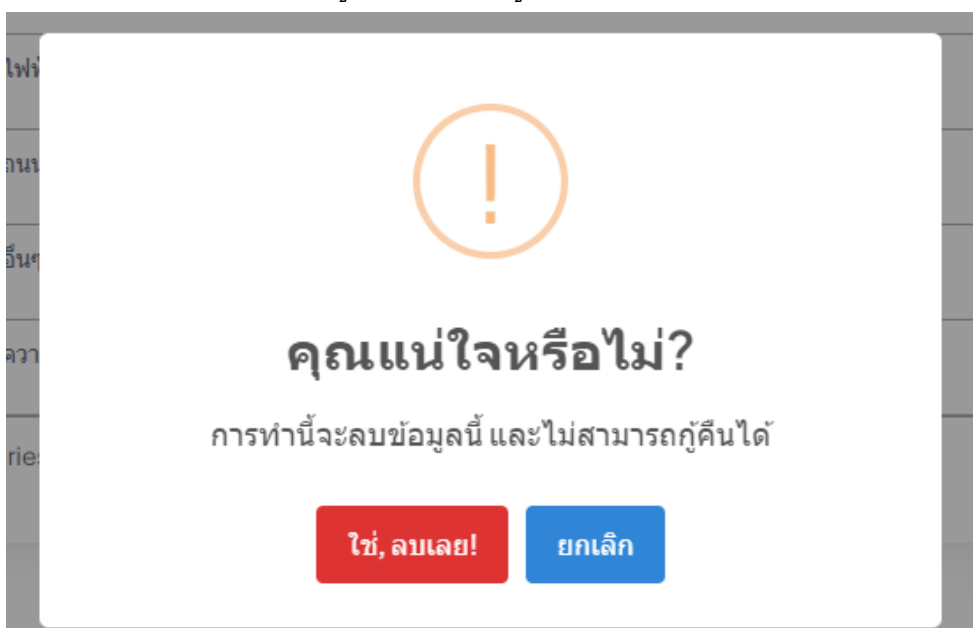 คุณแน่ใจหรือไม่?
การทำนี้จะลบข้อมูลนี้ และไม่สามารถกู้คืนได้
ใช่, ลบเลย!
ยกเลิก